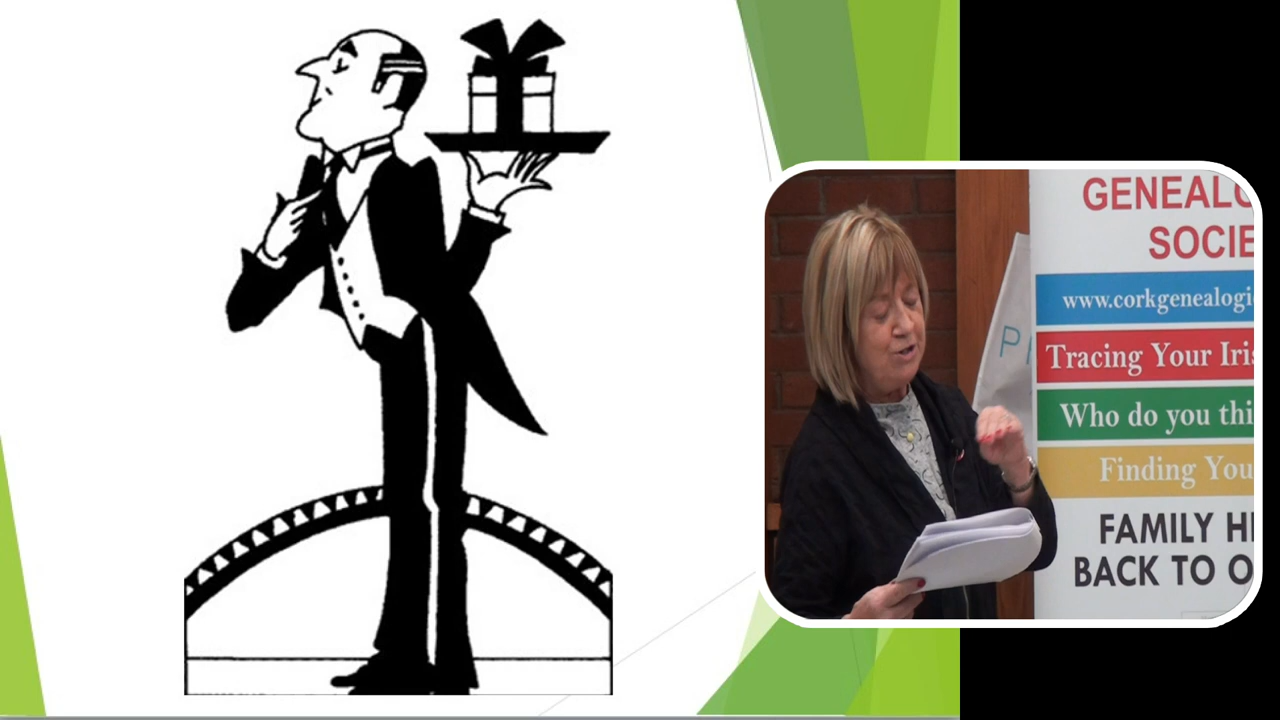 GENEALO
SOCIE
www.corkgenealogi
Tracing Your Iris
Who do you thi
Finding You
FAMILY HI
BACK TO O
P